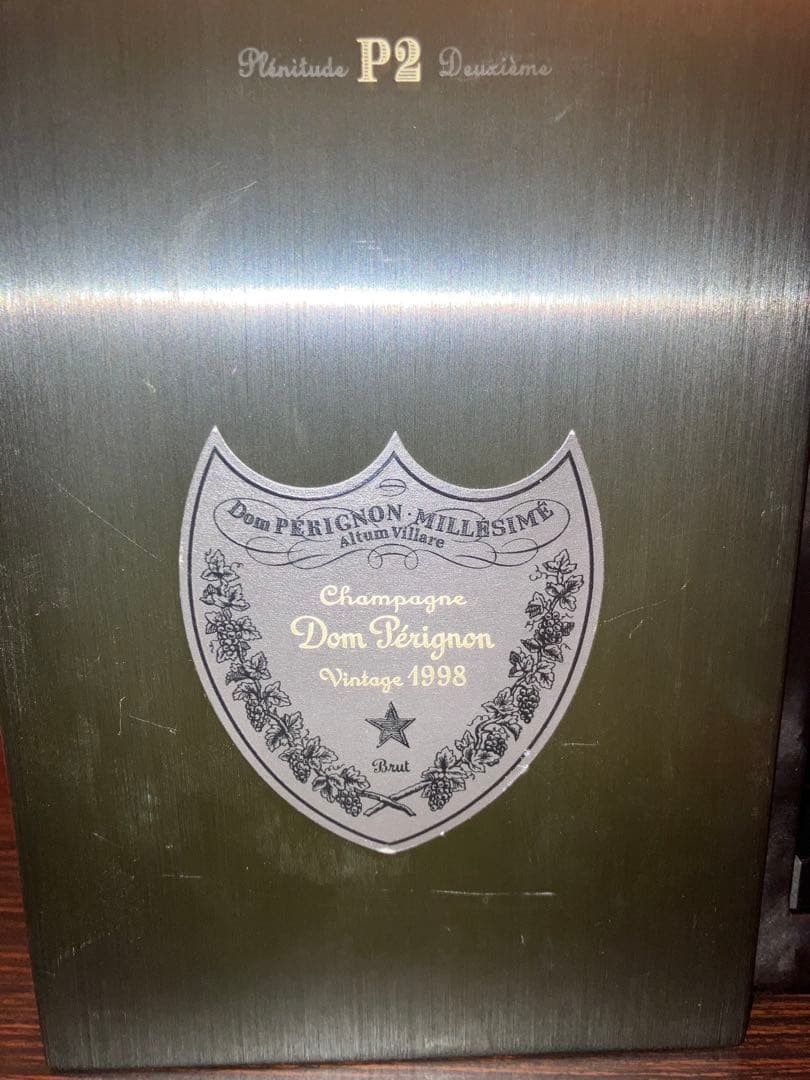 Plénitude P2 Deuxième
Dom PÉRIGNON · MILLÉSIMÉ
Altum Villare
Champagne
Dom Pérignon
Vintage 1998
Brut